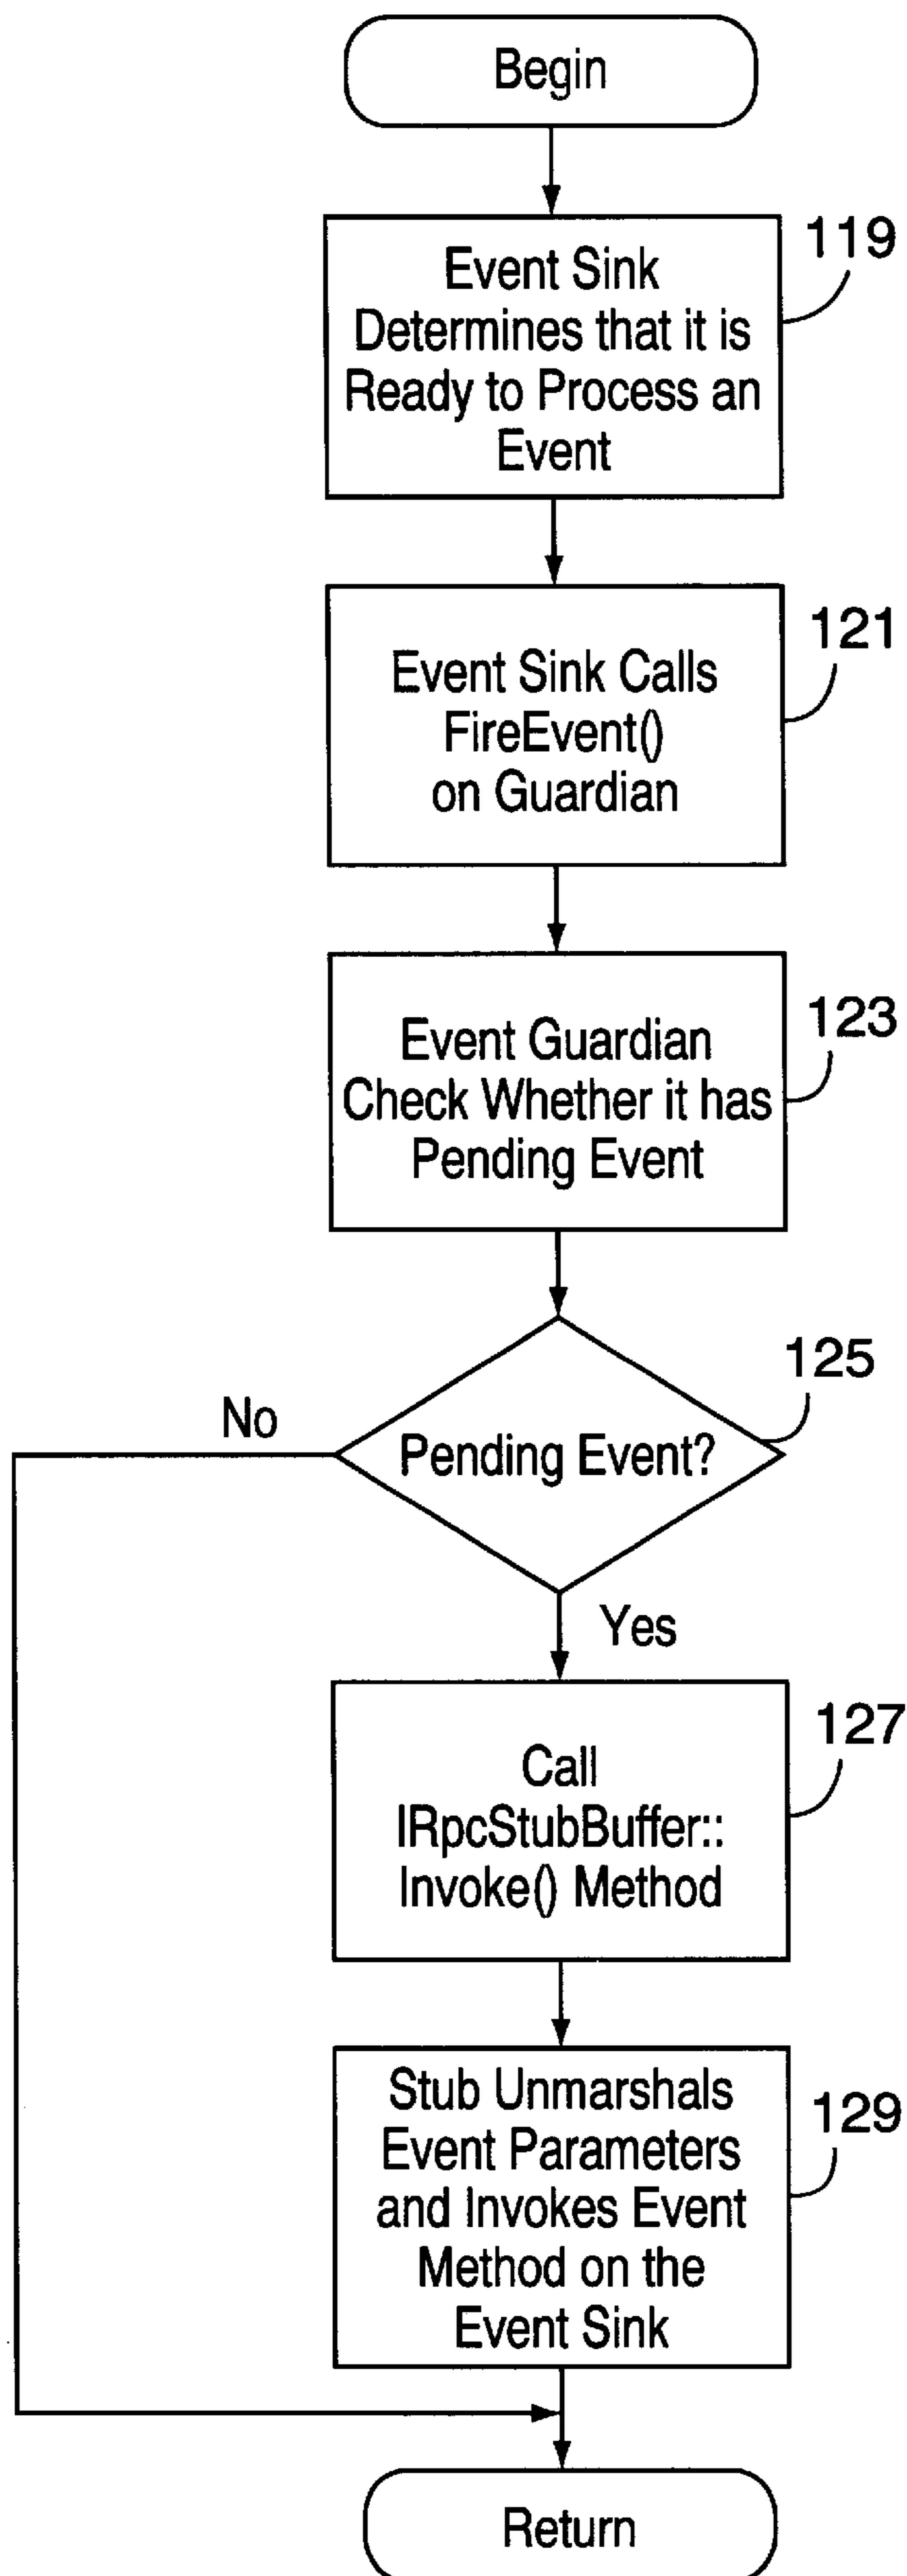 Begin
119
Event Sink
Determines that it is
Ready to Process an
Event
121
Event Sink Calls
FireEvent()
on Guardian
123
Event Guardian
Check Whether it has
Pending Event
125
No
Pending Event?
Yes
127
Call
IRpcStubBuffer::
Invoke() Method
129
Stub Unmarshals
Event Parameters
and Invokes Event
Method on the
Event Sink
Return